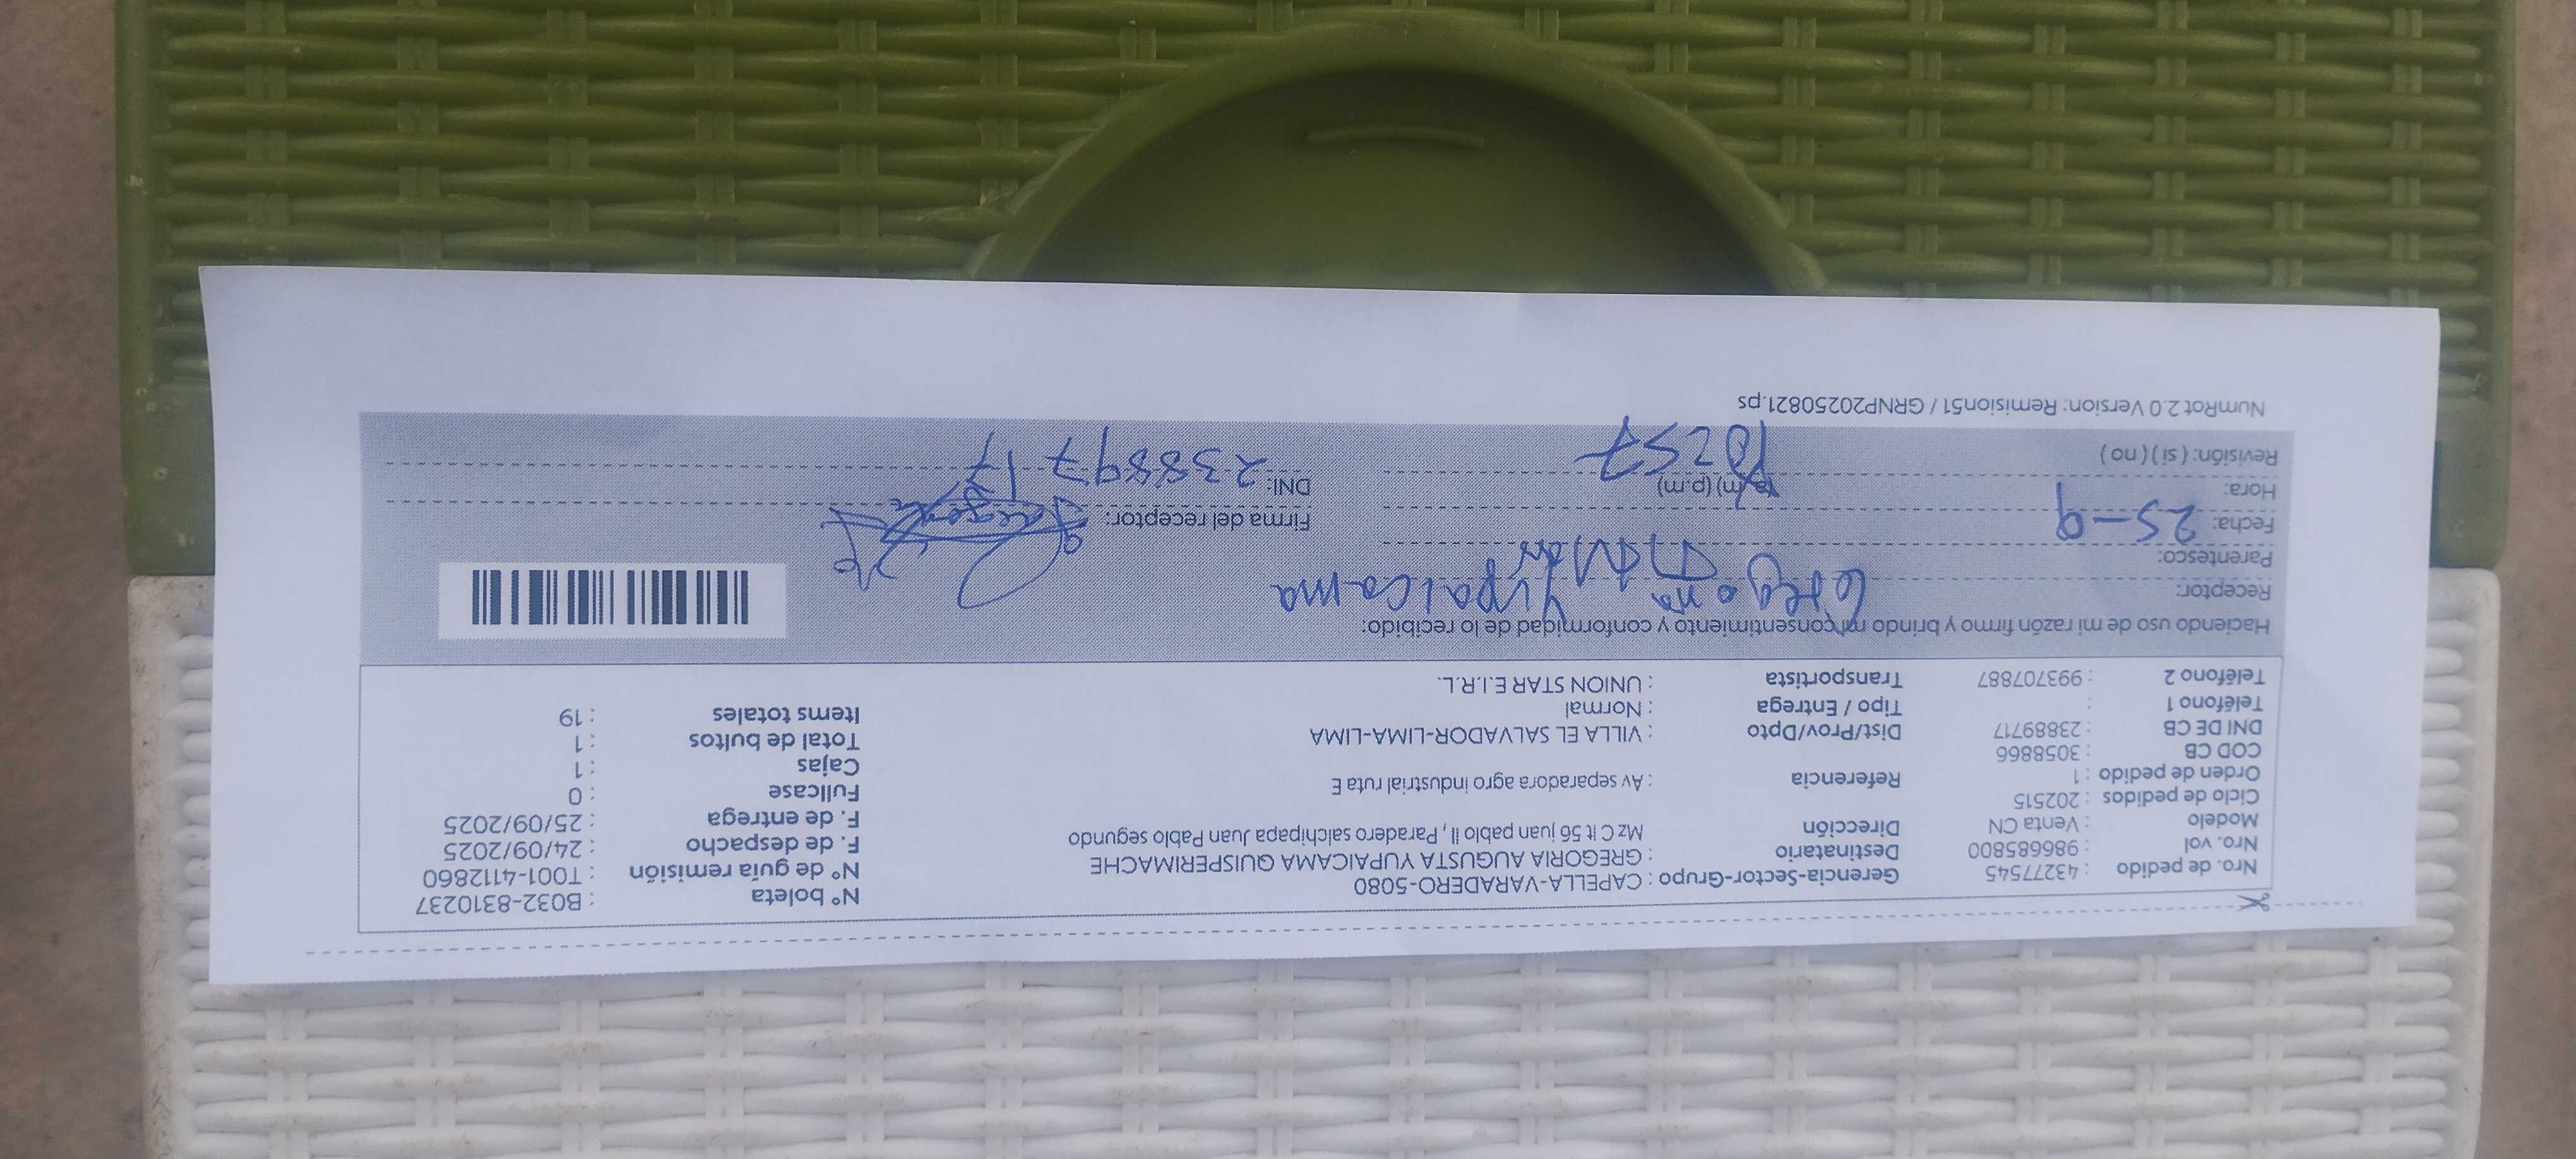 Nro. de pedido : 43277545 Gerencia-Sector-Grupo : CAPELLA-VARADERO-5080 N° boleta : B032-8310237
Nro. vol : 986685800 Destinatario : GREGORIA AUGUSTA YUPAICAMA QUISPERIMACHE N° de guía remisión : T001-4112860
Modelo : Venta CN Dirección Mz C lt 56 juan pablo II, Paradero salchipapa Juan Pablo segundo F. de despacho : 24/09/2025
Ciclo de pedidos : 202515 F. de entrega : 25/09/2025
Orden de pedido : 1 Referencia : Av separadora agro industrial ruta E Fullcase : 0
COD CB : 3058866 Cajas : 1
DNI DE CB : 23889717 Dist/Prov/Dpto : VILLA EL SALVADOR-LIMA-LIMA Total de bultos : 1
Teléfono 1 : Tipo / Entrega : Normal Items totales : 19
Teléfono 2 : 993707887 Transportista : UNION STAR E.I.R.L.
Haciendo uso de mi razón firmo y brindo mi consentimiento y conformidad de lo recibido:
Receptor: Gregoria Yupaicama
Parentesco: Titular
Fecha: 25-9 Firma del receptor:
Hora: (a.m) (p.m) 10:57 DNI: 23889717
Revisión: ( si ) ( no )
NumRot 2.0 Version: Remision51 / GRNP20250821.ps